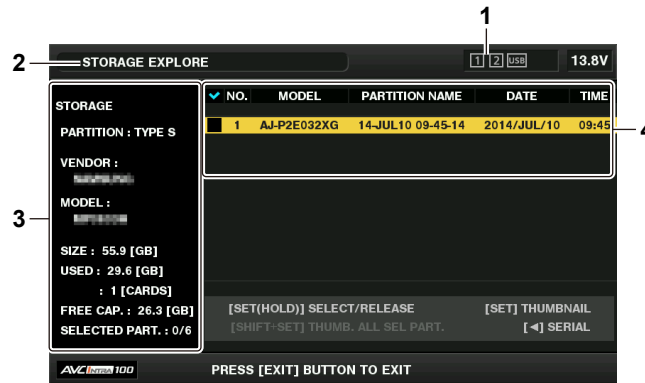 1
2 STORAGE EXPLORE 1 2 USB 13.8V
STORAGE
PARTITION : TYPE S
VENDOR :
MODEL :
SIZE : 55.9 [GB]
USED : 29.6 [GB]
: 1 [CARDS]
FREE CAP. : 26.3 [GB]
SELECTED PART. : 0/6
3
NO. MODEL PARTITION NAME DATE TIME
1 AJ-P2E032XG 14-JUL10 09-45-14 2014/JUL/10 09:45
4
[SET(HOLD)] SELECT/RELEASE [SET] THUMBNAIL
[SHIFT+SET] THUMB. ALL SEL PART. [◄] SERIAL
AVC INTRA 100 PRESS [EXIT] BUTTON TO EXIT